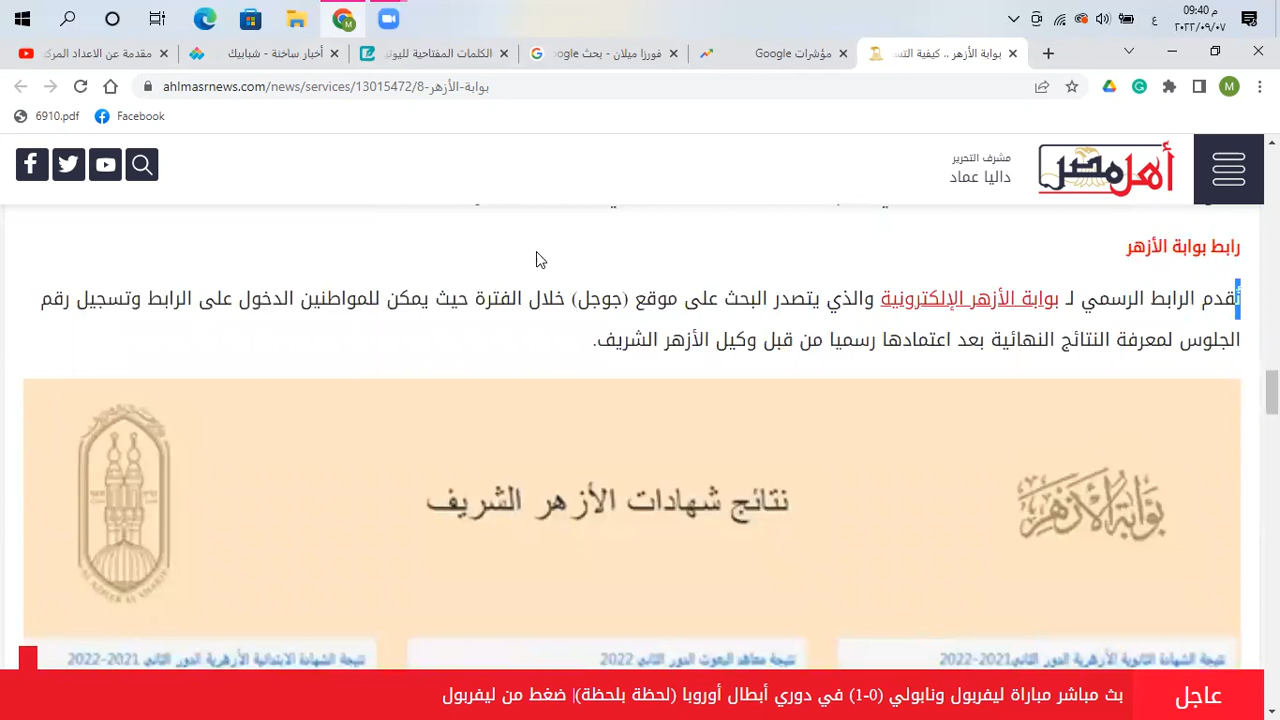 09:40 م
ع
٢٠٢٢/٠٩/٠٧
مقدمة عن الاعداد المركـ
أخبار ساخنة - شبابيك
الكلمات المفتاحية لليوتيو
فورزا ميلان - بحث Google
مؤشرات Google
بوابة الأزهر .. كيفية التسـ
ahlmasrnews.com/news/services/13015472/8-بوابة-الأزهر
M
6910.pdf
Facebook
مشرف التحرير
داليا عماد
أهل مصر
رابط بوابة الأزهر
نُقدم الرابط الرسمي لـ بوابة الأزهر الإلكترونية والذي يتصدر البحث على موقع (جوجل) خلال الفترة حيث يمكن للمواطنين الدخول على الرابط وتسجيل رقم
الجلوس لمعرفة النتائج النهائية بعد اعتمادها رسميا من قبل وكيل الأزهر الشريف.
بوابة الأزهر
نتائج شهادات الأزهر الشريف
نتيجة الشهادة الثانوية الأزهرية الدور الثاني 2021-2022
نتيجة معاهد البعوث الدور الثاني 2022
نتيجة الشهادة الابتدائية الأزهرية الدور الثاني 2021-2022
عاجل
بث مباشر مباراة ليفربول ونابولي (0-1) في دوري أبطال أوروبا (لحظة بلحظة)| ضغط من ليفربول